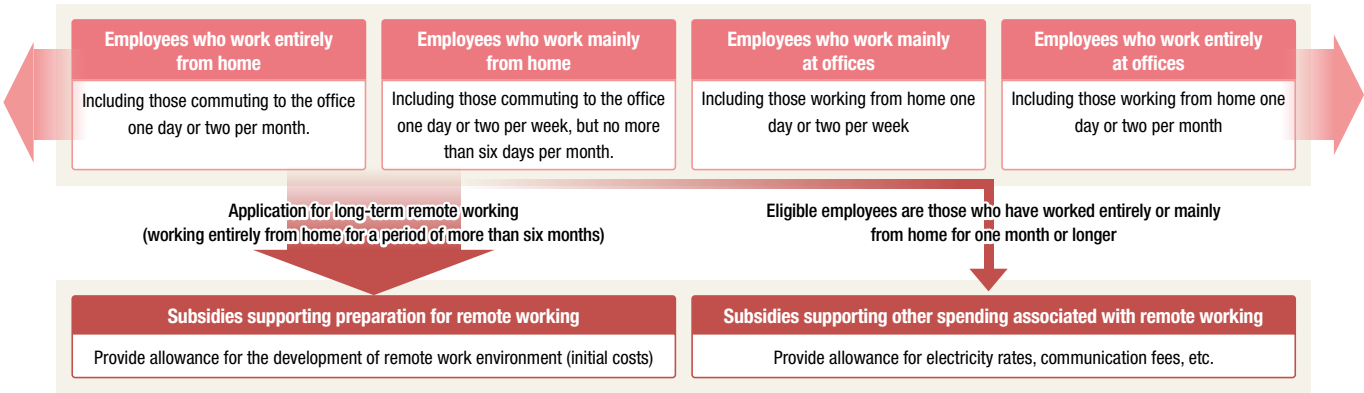 Employees who work entirely
from home
Including those commuting to the office
one day or two per month.
Employees who work mainly
from home
Including those commuting to the office
one day or two per week, but no more
than six days per month.
Employees who work mainly
at offices
Including those working from home one
day or two per week
Employees who work entirely
at offices
Including those working from home one
day or two per month
Application for long-term remote working
(working entirely from home for a period of more than six months)
Eligible employees are those who have worked entirely or mainly
from home for one month or longer
Subsidies supporting preparation for remote working
Provide allowance for the development of remote work environment (initial costs)
Subsidies supporting other spending associated with remote working
Provide allowance for electricity rates, communication fees, etc.